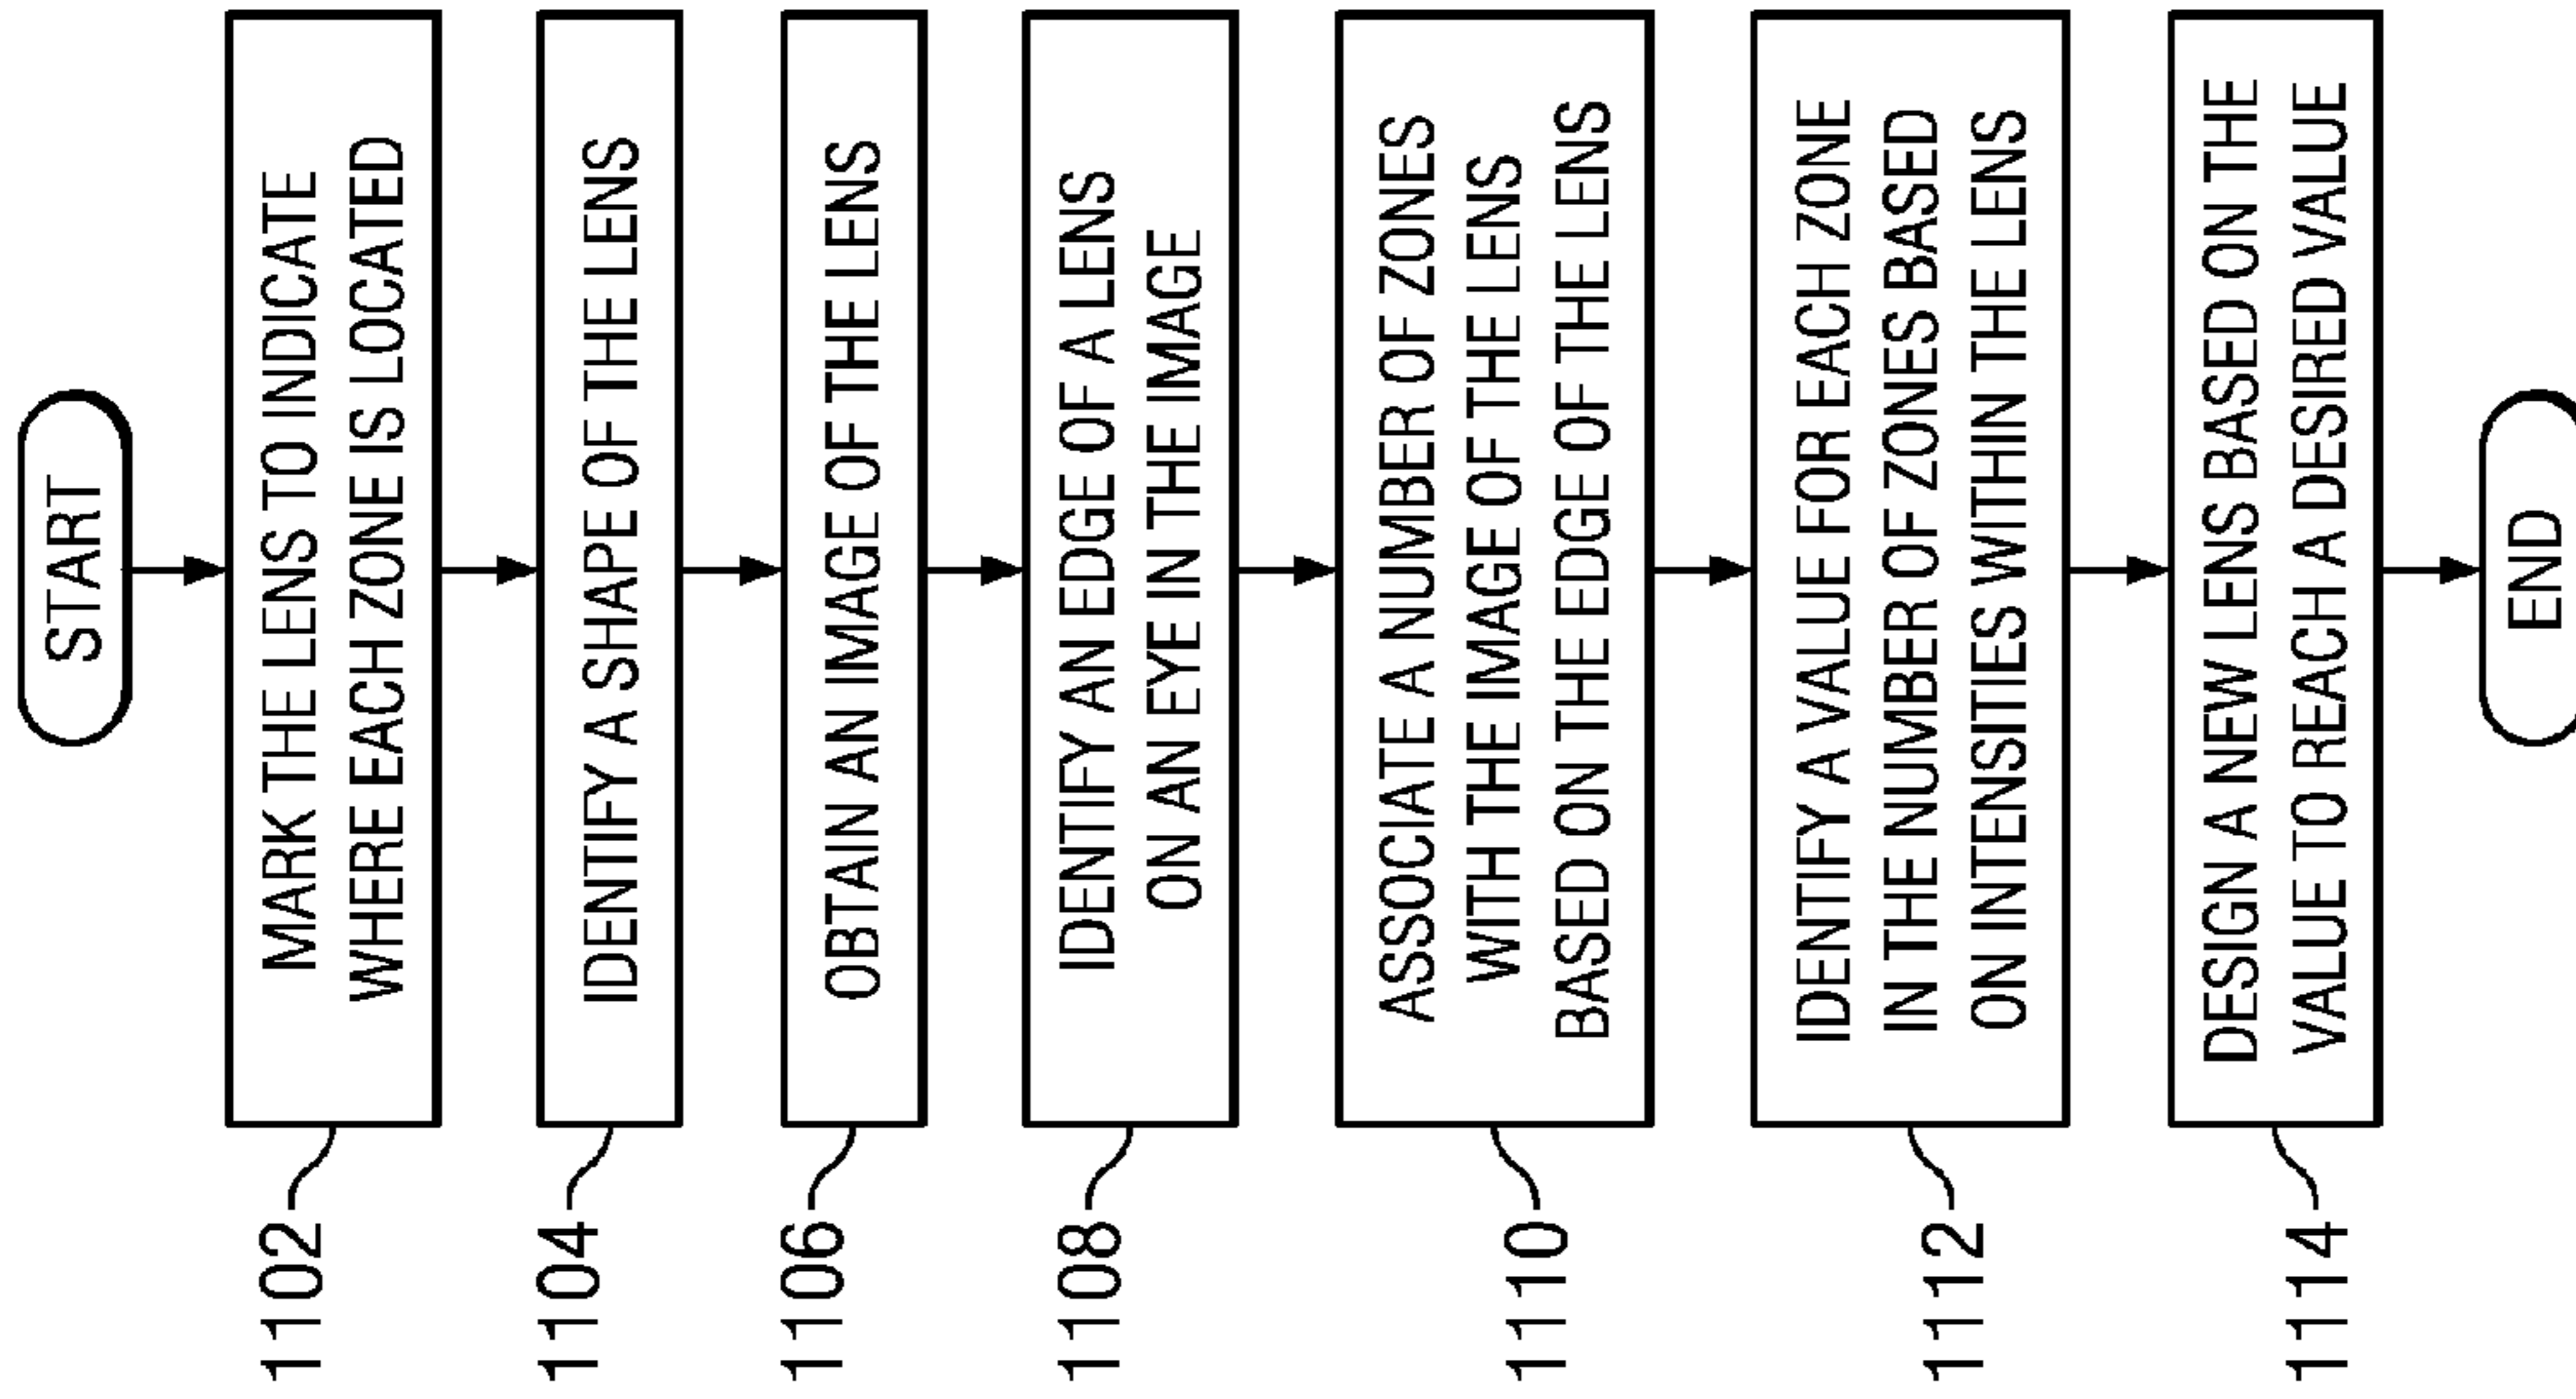 START
1102
MARK THE LENS TO INDICATE
WHERE EACH ZONE IS LOCATED
1104
IDENTIFY A SHAPE OF THE LENS
1106
OBTAIN AN IMAGE OF THE LENS
1108
IDENTIFY AN EDGE OF A LENS
ON AN EYE IN THE IMAGE
1110
ASSOCIATE A NUMBER OF ZONES
WITH THE IMAGE OF THE LENS
BASED ON THE EDGE OF THE LENS
1112
IDENTIFY A VALUE FOR EACH ZONE
IN THE NUMBER OF ZONES BASED
ON INTENSITIES WITHIN THE LENS
1114
DESIGN A NEW LENS BASED ON THE
VALUE TO REACH A DESIRED VALUE
END